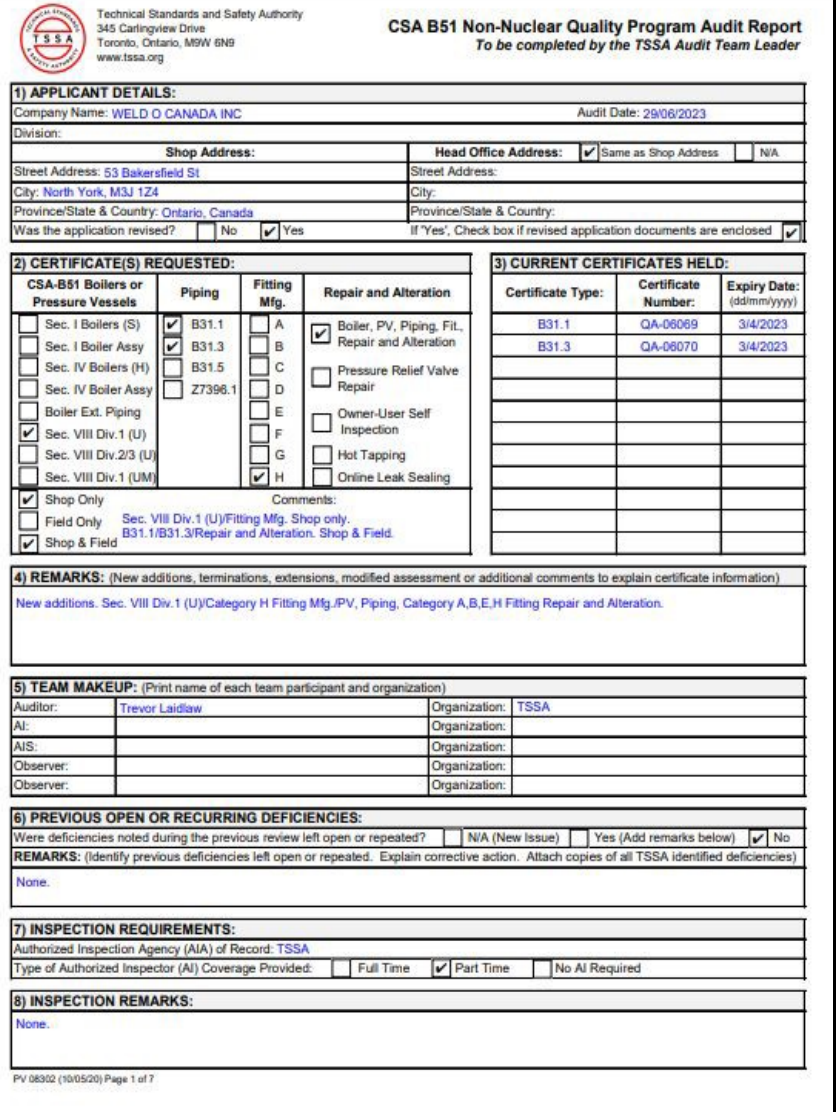 TECHNICAL STANDARDS
TSSA
& SAFETY AUTHORITY
Technical Standards and Safety Authority
345 Carlingview Drive
Toronto, Ontario, M9W 6N9
www.tssa.org
CSA B51 Non-Nuclear Quality Program Audit Report
To be completed by the TSSA Audit Team Leader
1) APPLICANT DETAILS:
Company Name: WELD O CANADA INC Audit Date: 29/06/2023
Division:
Shop Address: Head Office Address: ✔ Same as Shop Address N/A
Street Address: 53 Bakersfield St Street Address:
City: North York, M3J 1Z4 City:
Province/State & Country: Ontario, Canada Province/State & Country:
Was the application revised? No ✔ Yes If 'Yes', Check box if revised application documents are enclosed ✔
2) CERTIFICATE(S) REQUESTED:
CSA-B51 Boilers or Pressure Vessels Piping Fitting Mfg. Repair and Alteration
Sec. I Boilers (S) ✔ B31.1 A ✔ Boiler, PV, Piping, Fit., Repair and Alteration
Sec. I Boiler Assy ✔ B31.3 B
Sec. IV Boilers (H) B31.5 C Pressure Relief Valve Repair
Sec. IV Boiler Assy Z7396.1 D
Boiler Ext. Piping E Owner-User Self Inspection
✔ Sec. VIII Div.1 (U) F
Sec. VIII Div.2/3 (U) G Hot Tapping
Sec. VIII Div.1 (UM) ✔ H Online Leak Sealing
✔ Shop Only Comments:
Field Only Sec. VIII Div.1 (U)/Fitting Mfg. Shop only.
✔ Shop & Field B31.1/B31.3/Repair and Alteration. Shop & Field.
3) CURRENT CERTIFICATES HELD:
Certificate Type: Certificate Number: Expiry Date: (dd/mm/yyyy)
B31.1 QA-06069 3/4/2023
B31.3 QA-06070 3/4/2023
4) REMARKS: (New additions, terminations, extensions, modified assessment or additional comments to explain certificate information)
New additions. Sec. VIII Div.1 (U)/Category H Fitting Mfg./PV, Piping, Category A,B,E,H Fitting Repair and Alteration.
5) TEAM MAKEUP: (Print name of each team participant and organization)
Auditor: Trevor Laidlaw Organization: TSSA
AI: Organization:
AIS: Organization:
Observer: Organization:
Observer: Organization:
6) PREVIOUS OPEN OR RECURRING DEFICIENCIES:
Were deficiencies noted during the previous review left open or repeated? N/A (New Issue) Yes (Add remarks below) ✔ No
REMARKS: (Identify previous deficiencies left open or repeated. Explain corrective action. Attach copies of all TSSA identified deficiencies)
None.
7) INSPECTION REQUIREMENTS:
Authorized Inspection Agency (AIA) of Record: TSSA
Type of Authorized Inspector (AI) Coverage Provided: Full Time ✔ Part Time No AI Required
8) INSPECTION REMARKS:
None.
PV 08302 (10/05/20) Page 1 of 7